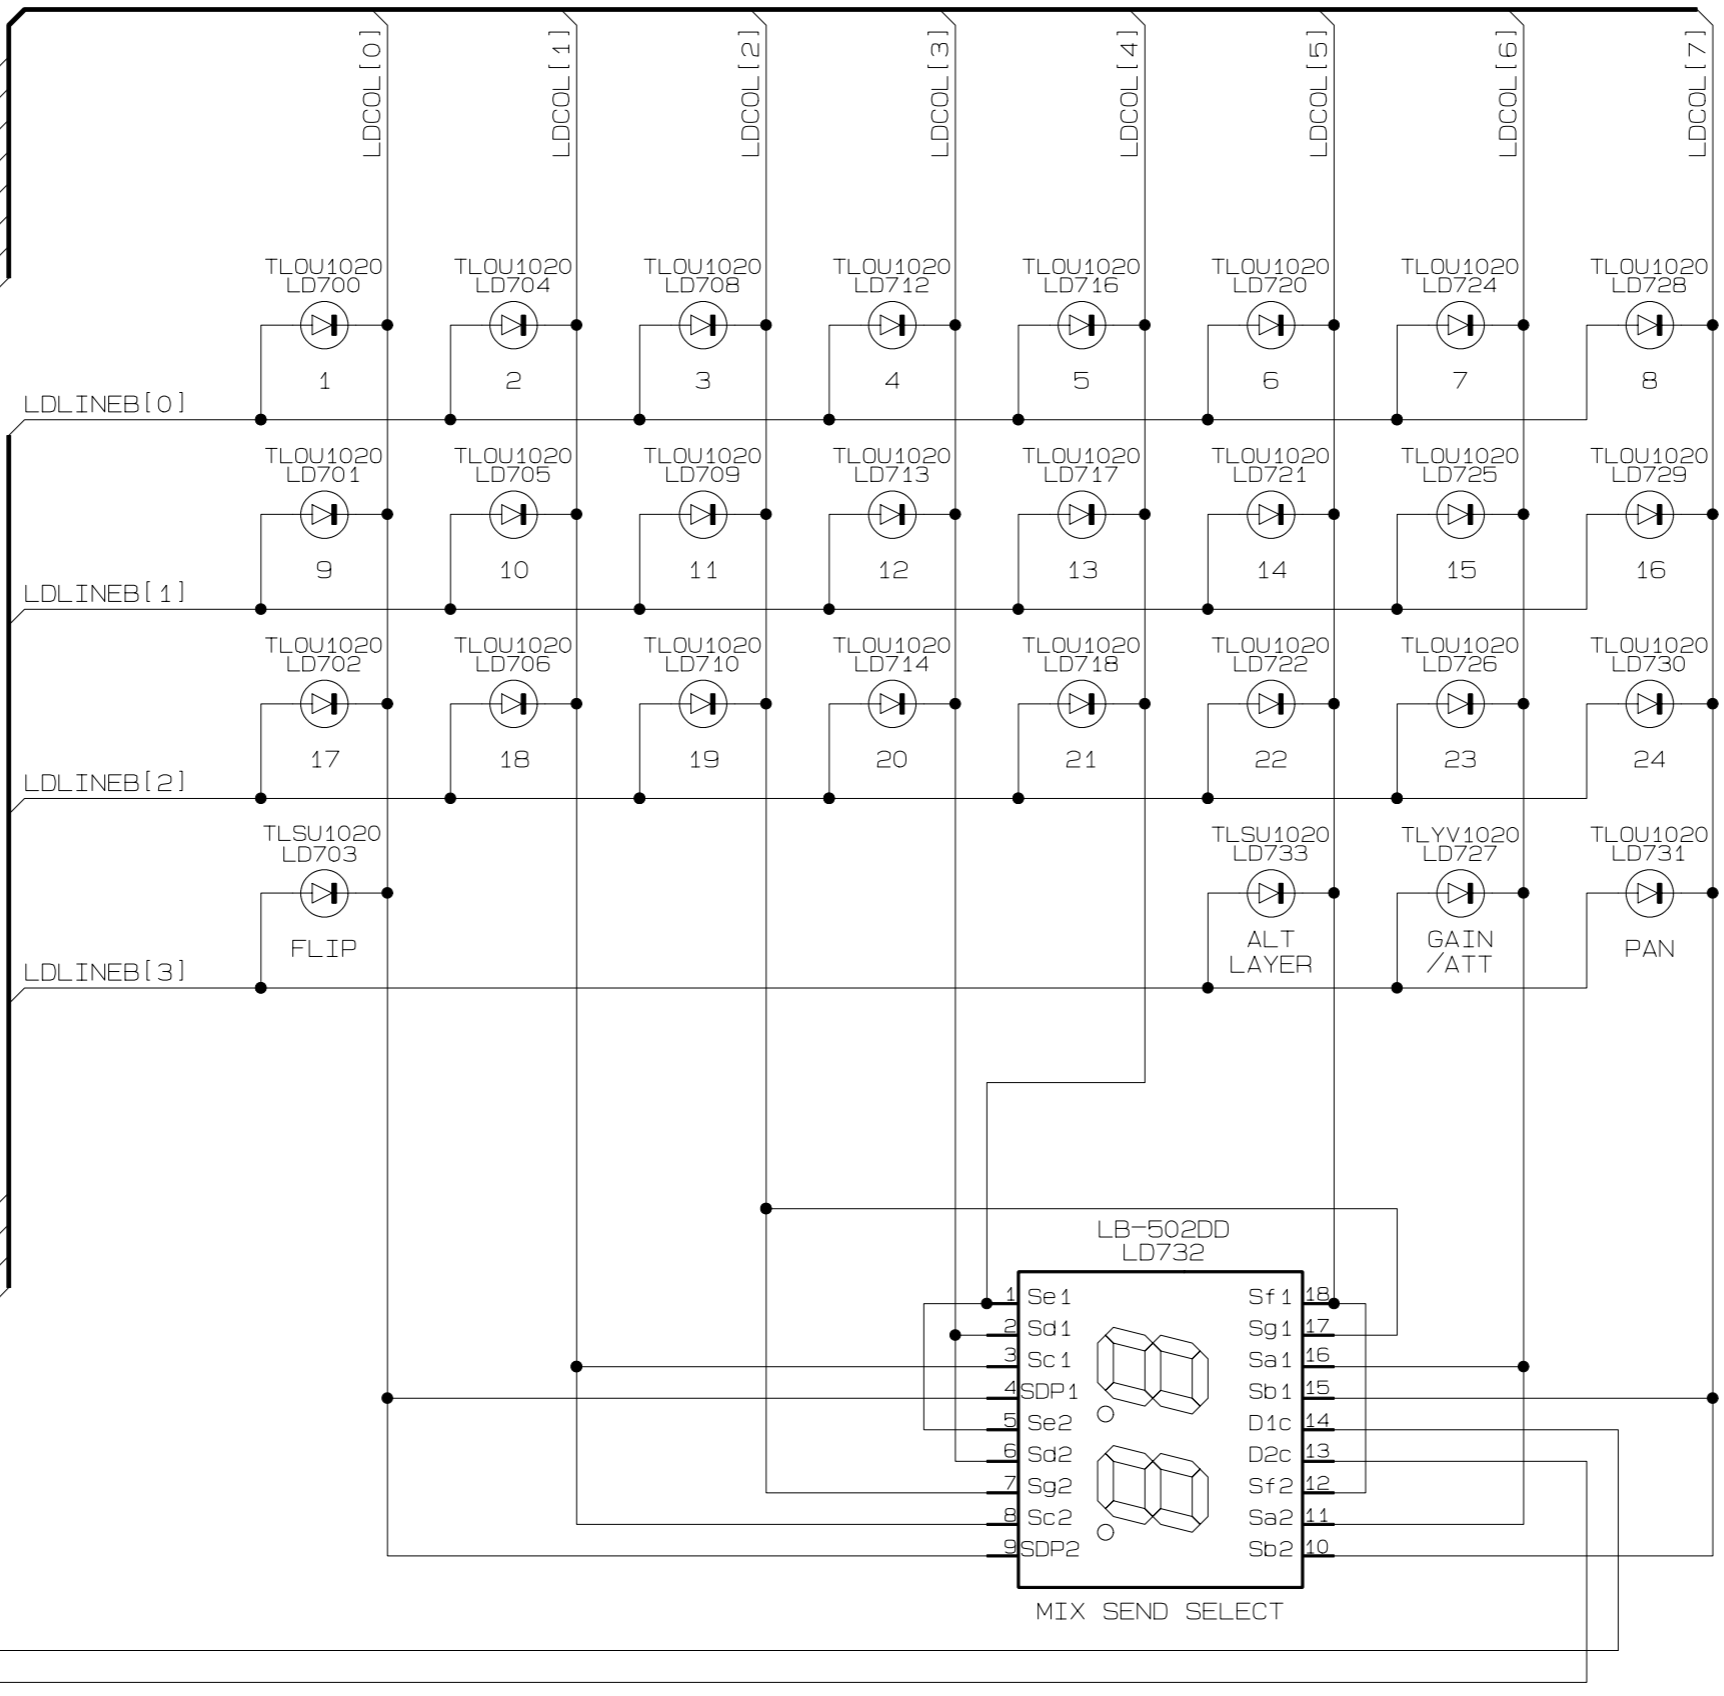 LDCOL[0]
LDCOL[1]
LDCOL[2]
LDCOL[3]
LDCOL[4]
LDCOL[5]
LDCOL[6]
LDCOL[7]
TLOU1020 TLOU1020 TLOU1020 TLOU1020 TLOU1020 TLOU1020 TLOU1020 TLOU1020
LD700 LD704 LD708 LD712 LD716 LD720 LD724 LD728
1 2 3 4 5 6 7 8
LDLINEB[0]
TLOU1020 TLOU1020 TLOU1020 TLOU1020 TLOU1020 TLOU1020 TLOU1020 TLOU1020
LD701 LD705 LD709 LD713 LD717 LD721 LD725 LD729
9 10 11 12 13 14 15 16
LDLINEB[1]
TLOU1020 TLOU1020 TLOU1020 TLOU1020 TLOU1020 TLOU1020 TLOU1020 TLOU1020
LD702 LD706 LD710 LD714 LD718 LD722 LD726 LD730
17 18 19 20 21 22 23 24
LDLINEB[2]
TLSU1020 TLSU1020 TLYV1020 TLOU1020
LD703 LD733 LD727 LD731
FLIP
ALT
LAYER
GAIN
/ATT
PAN
LDLINEB[3]
LB-502DD
LD732
1 Se1 Sf1 18
2 Sd1 Sg1 17
3 Sc1 Sa1 16
4 SDP1 Sb1 15
5 Se2 D1c 14
6 Sd2 D2c 13
7 Sg2 Sf2 12
8 Sc2 Sa2 11
9 SDP2 Sb2 10
MIX SEND SELECT